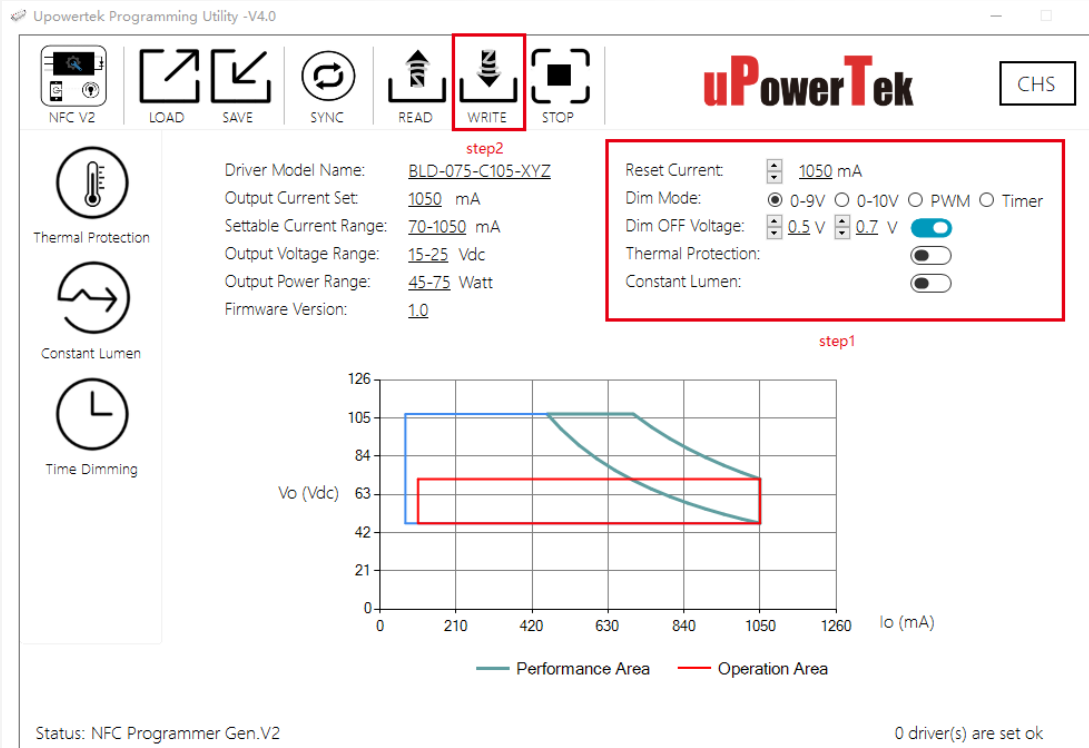 Upowertek Programming Utility -V4.0
NFC V2
LOAD
SAVE
SYNC
READ
WRITE
STOP
uPowerTek
CHS
step2
Thermal Protection
Constant Lumen
Time Dimming
Driver Model Name: BLD-075-C105-XYZ
Output Current Set: 1050 mA
Settable Current Range: 70-1050 mA
Output Voltage Range: 15-25 Vdc
Output Power Range: 45-75 Watt
Firmware Version: 1.0
Reset Current: 1050 mA
Dim Mode: 0-9V 0-10V PWM Timer
Dim OFF Voltage: 0.5 V 0.7 V
Thermal Protection:
Constant Lumen:
step1
126
105
84
Vo (Vdc) 63
42
21
0
0 210 420 630 840 1050 1260 Io (mA)
Performance Area Operation Area
Status: NFC Programmer Gen.V2 0 driver(s) are set ok